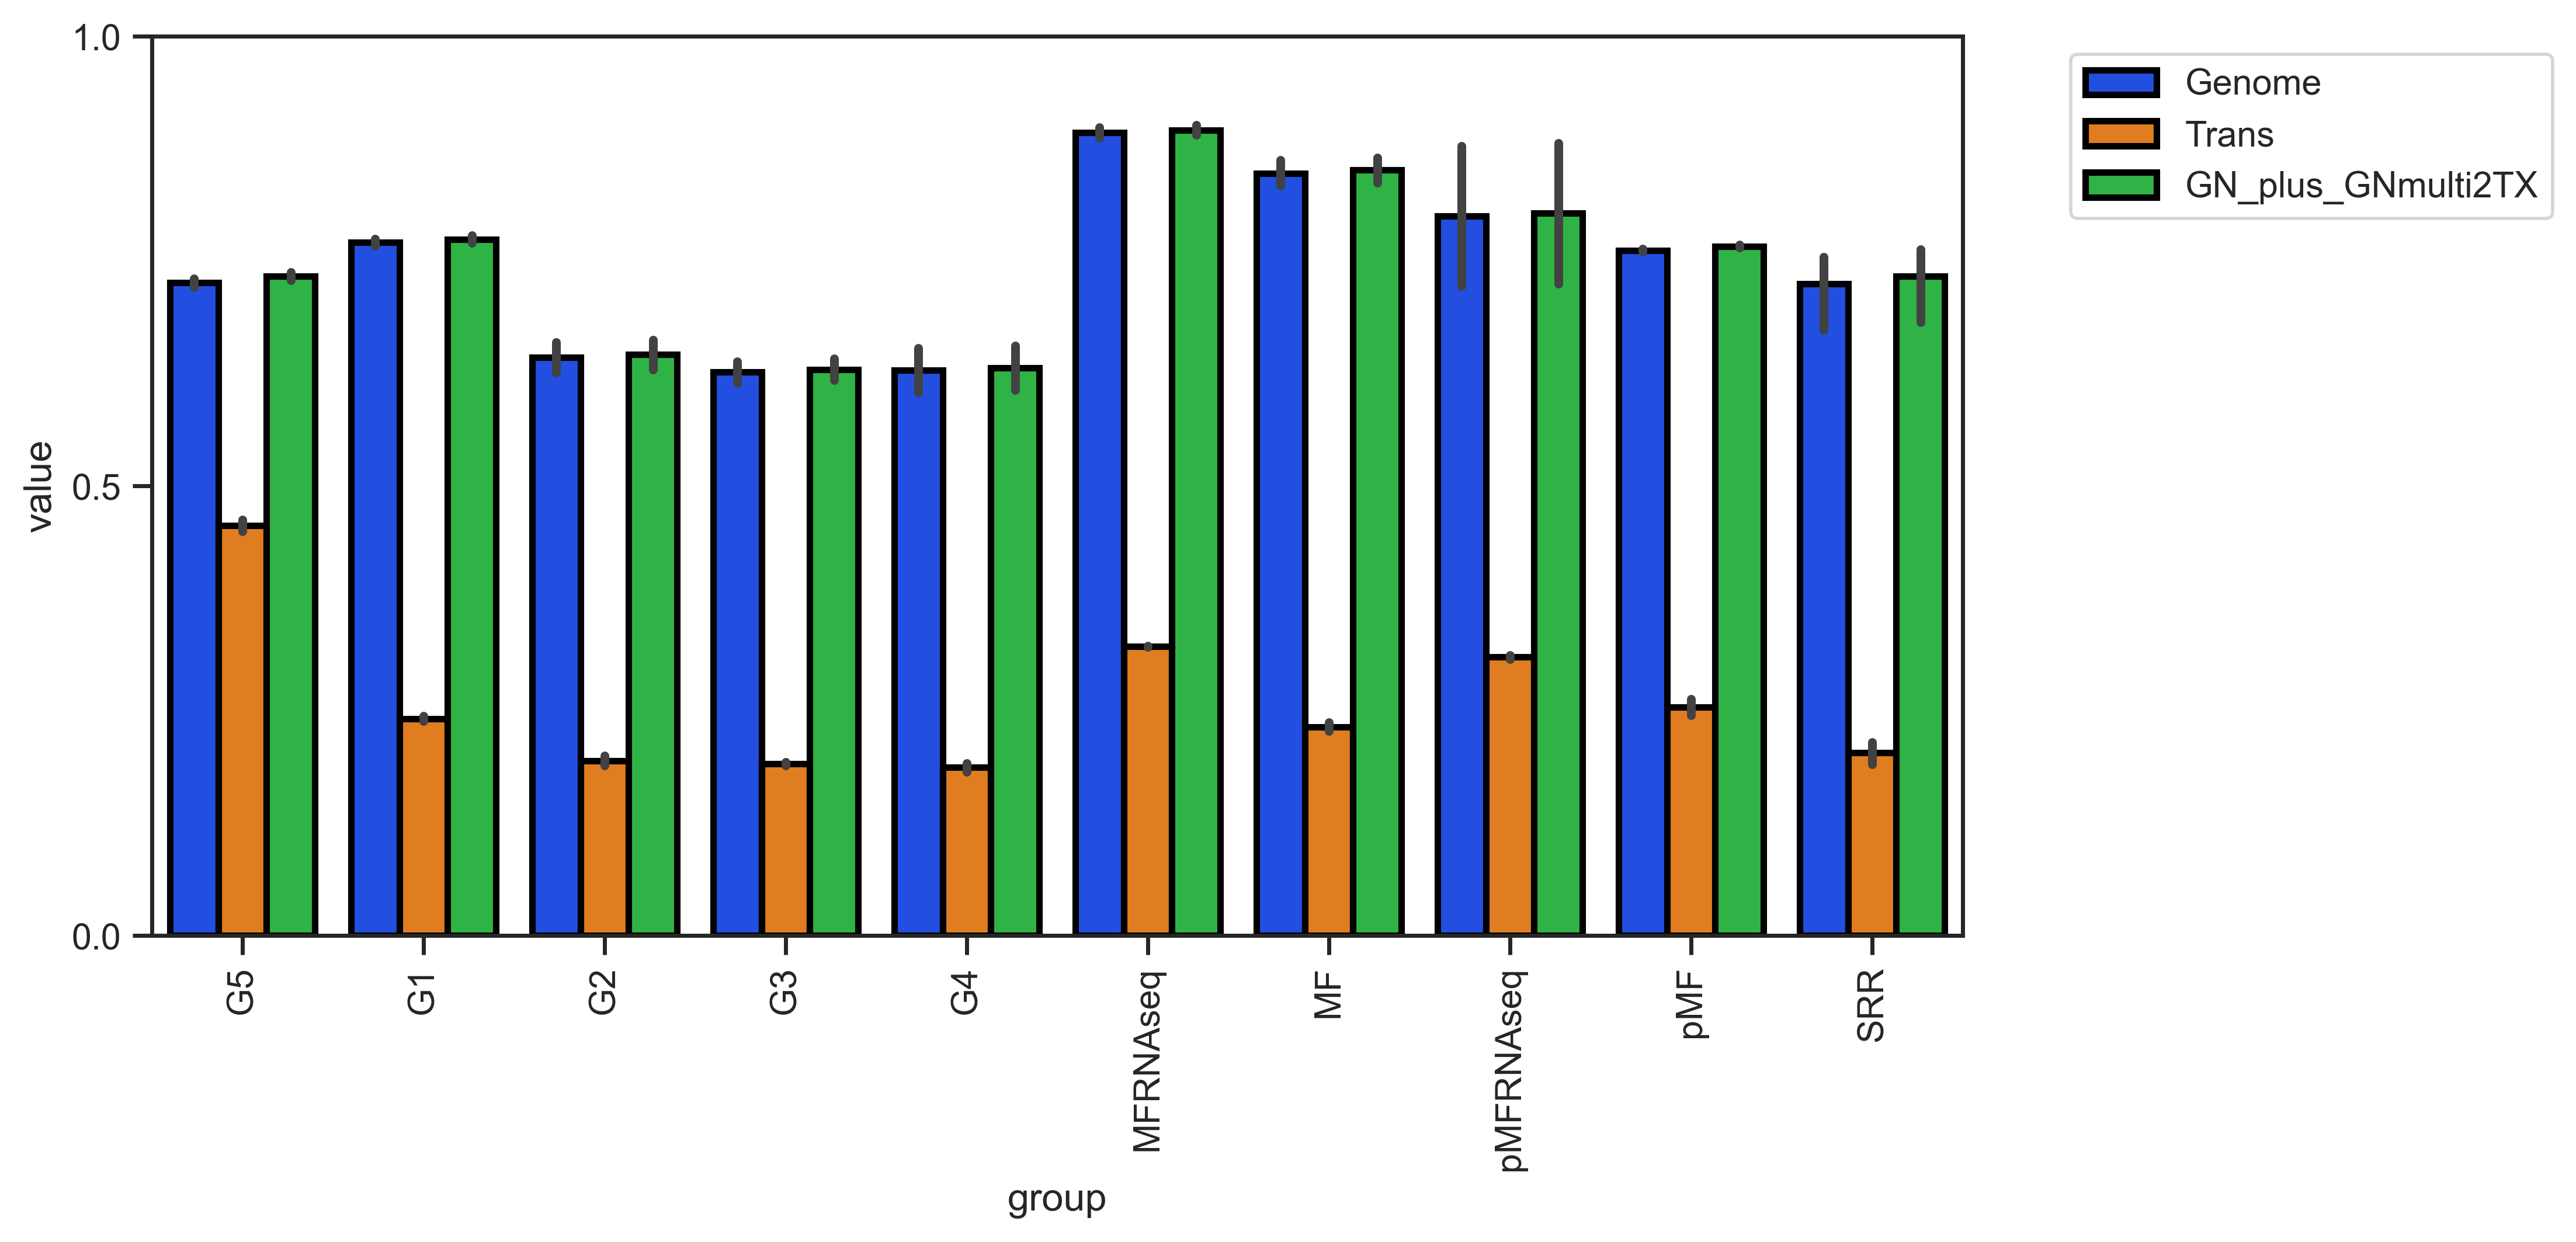 1.0
0.5
0.0
value
G5
G1
G2
G3
G4
MFRNAseq
MF
pMFRNAseq
pMF
SRR
group
Genome
Trans
GN_plus_GNmulti2TX